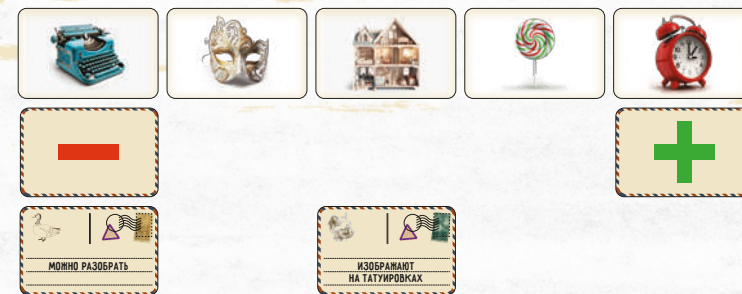 МОЖНО РАЗОБРАТЬ
ИЗОБРАЖАЮТ
НА ТАТУИРОВКАХ